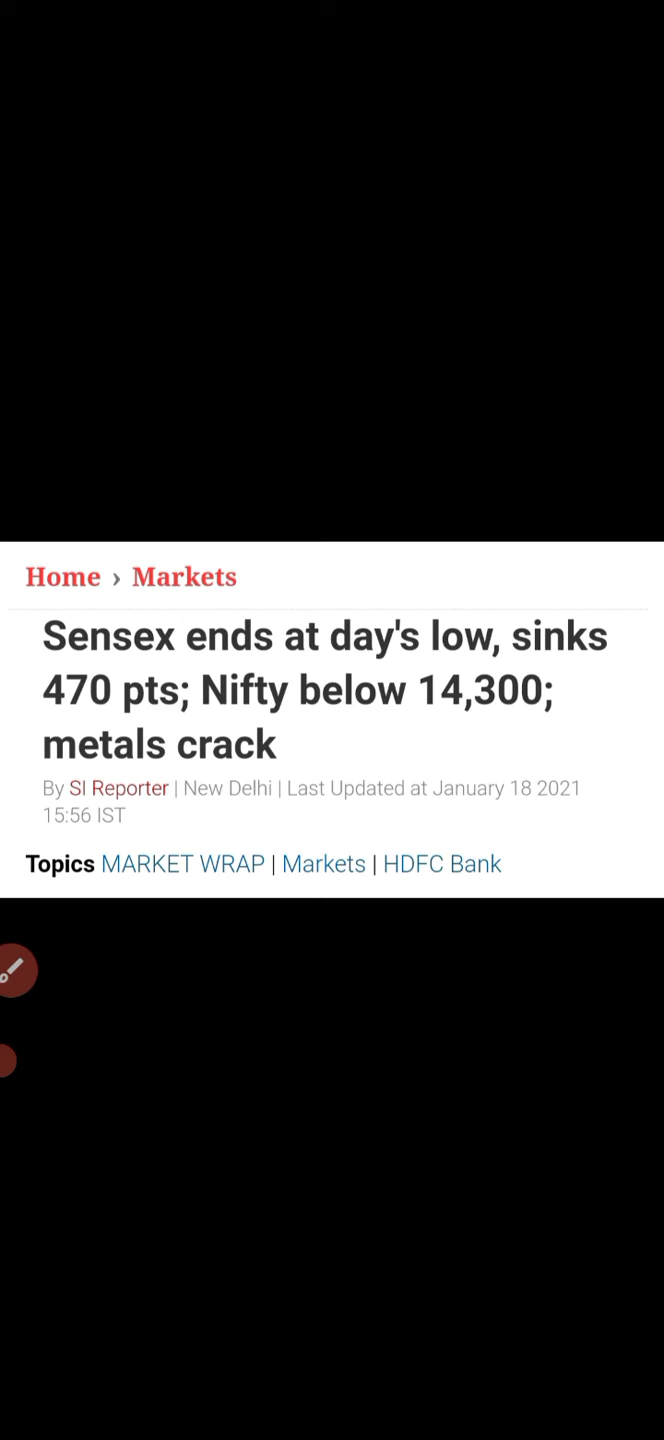 Home › Markets
Sensex ends at day's low, sinks
470 pts; Nifty below 14,300;
metals crack
By SI Reporter | New Delhi | Last Updated at January 18 2021
15:56 IST
Topics MARKET WRAP | Markets | HDFC Bank